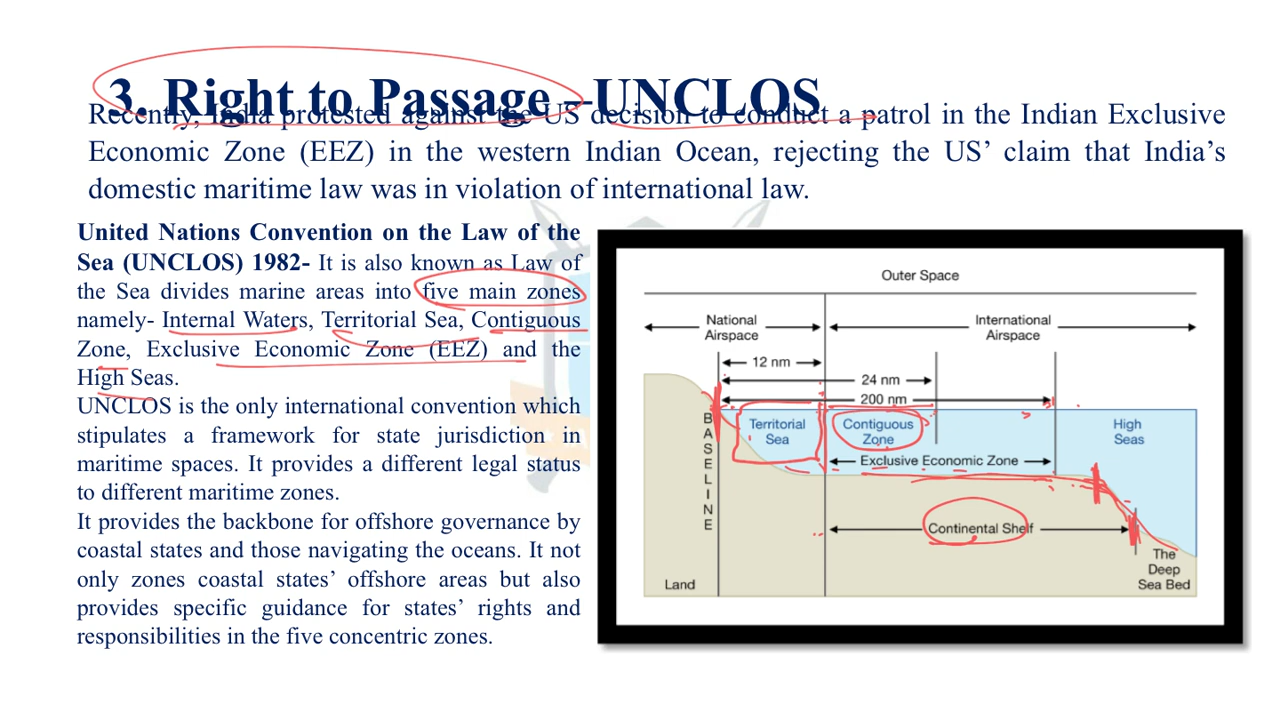 3. Right to Passage –UNCLOS
Recently, India protested against the US decision to conduct a patrol in the Indian Exclusive
Economic Zone (EEZ) in the western Indian Ocean, rejecting the US’ claim that India’s
domestic maritime law was in violation of international law.
United Nations Convention on the Law of the
Sea (UNCLOS) 1982- It is also known as Law of
the Sea divides marine areas into five main zones
namely- Internal Waters, Territorial Sea, Contiguous
Zone, Exclusive Economic Zone (EEZ) and the
High Seas.
UNCLOS is the only international convention which
stipulates a framework for state jurisdiction in
maritime spaces. It provides a different legal status
to different maritime zones.
It provides the backbone for offshore governance by
coastal states and those navigating the oceans. It not
only zones coastal states’ offshore areas but also
provides specific guidance for states’ rights and
responsibilities in the five concentric zones.
Outer Space
National
Airspace
International
Airspace
12 nm
24 nm
200 nm
BASELINE
Territorial
Sea
Contiguous
Zone
High
Seas
Exclusive Economic Zone
Continental Shelf
Land
The
Deep
Sea Bed